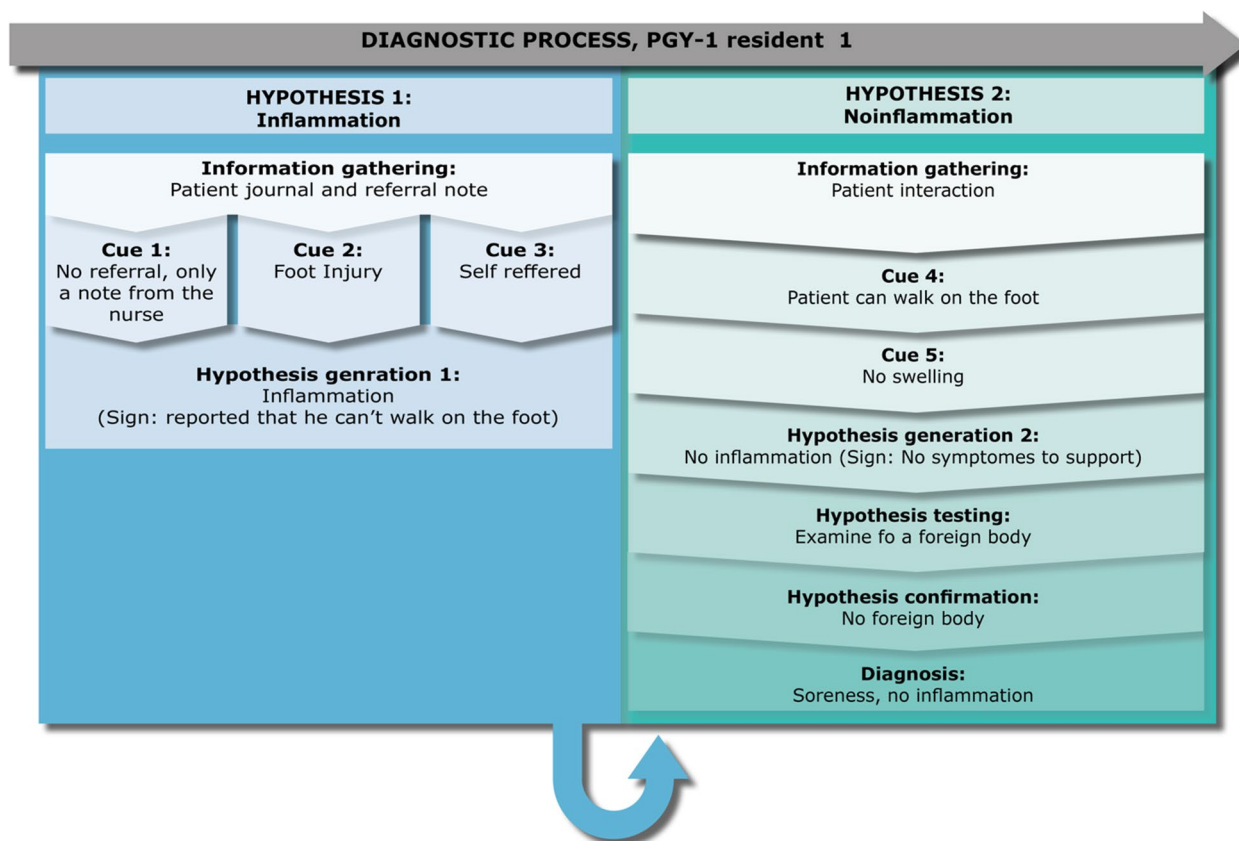 DIAGNOSTIC PROCESS, PGY-1 resident 1
HYPOTHESIS 1:
Inflammation
Information gathering:
Patient journal and referral note
Cue 1:
No referral, only
a note from the
nurse
Cue 2:
Foot Injury
Cue 3:
Self reffered
Hypothesis genration 1:
Inflammation
(Sign: reported that he can't walk on the foot)
HYPOTHESIS 2:
Noinflammation
Information gathering:
Patient interaction
Cue 4:
Patient can walk on the foot
Cue 5:
No swelling
Hypothesis generation 2:
No inflammation (Sign: No symptomes to support)
Hypothesis testing:
Examine fo a foreign body
Hypothesis confirmation:
No foreign body
Diagnosis:
Soreness, no inflammation